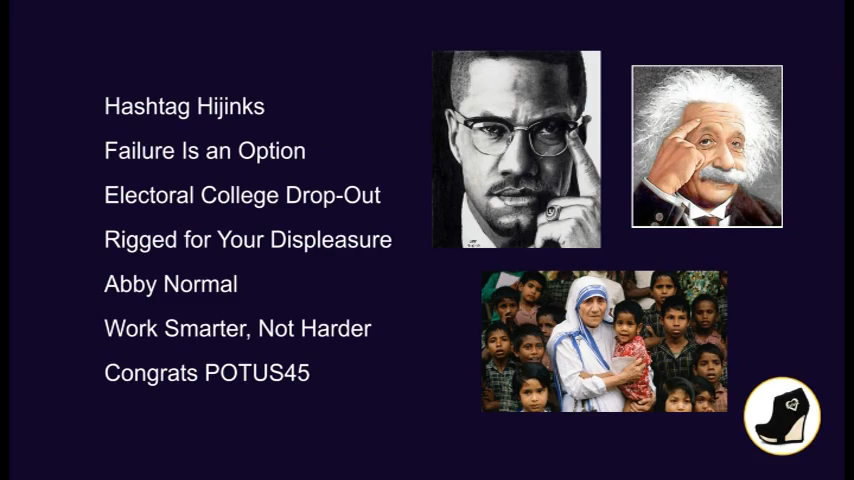 Hashtag Hijinks
Failure Is an Option
Electoral College Drop-Out
Rigged for Your Displeasure
Abby Normal
Work Smarter, Not Harder
Congrats POTUS45